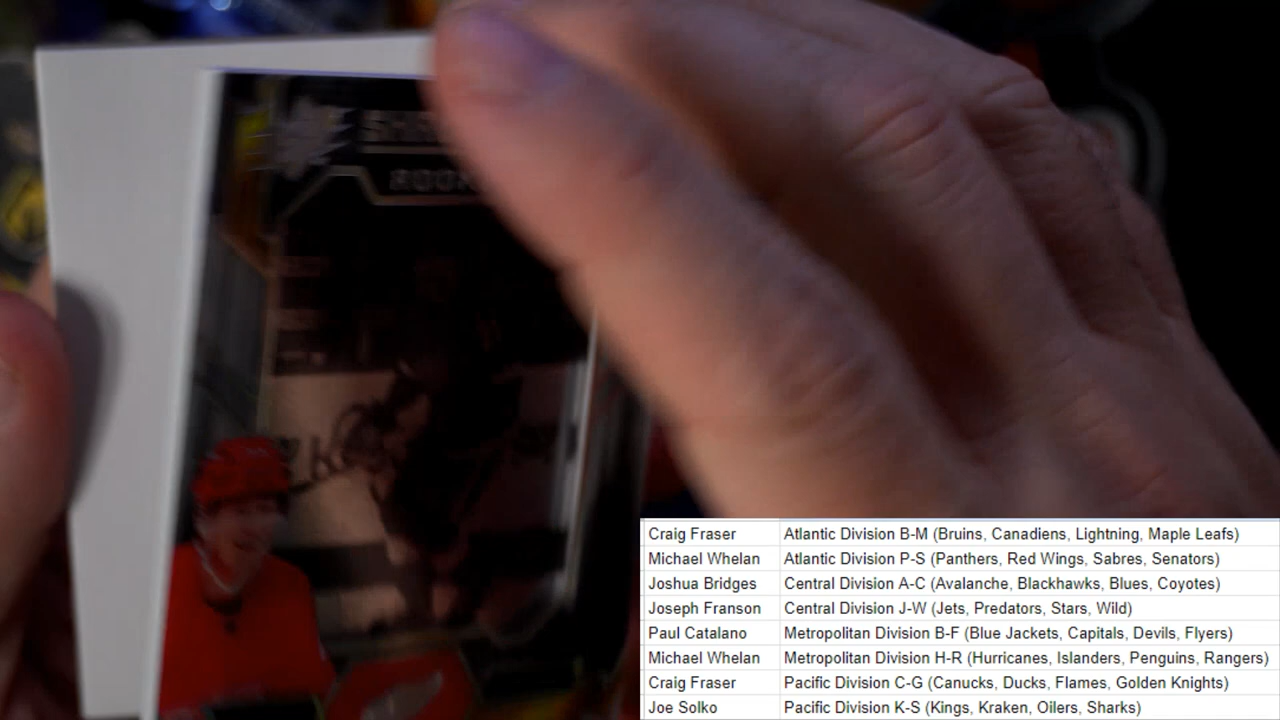 Craig Fraser Atlantic Division B-M (Bruins, Canadiens, Lightning, Maple Leafs)
Michael Whelan Atlantic Division P-S (Panthers, Red Wings, Sabres, Senators)
Joshua Bridges Central Division A-C (Avalanche, Blackhawks, Blues, Coyotes)
Joseph Franson Central Division J-W (Jets, Predators, Stars, Wild)
Paul Catalano Metropolitan Division B-F (Blue Jackets, Capitals, Devils, Flyers)
Michael Whelan Metropolitan Division H-R (Hurricanes, Islanders, Penguins, Rangers)
Craig Fraser Pacific Division C-G (Canucks, Ducks, Flames, Golden Knights)
Joe Solko Pacific Division K-S (Kings, Kraken, Oilers, Sharks)